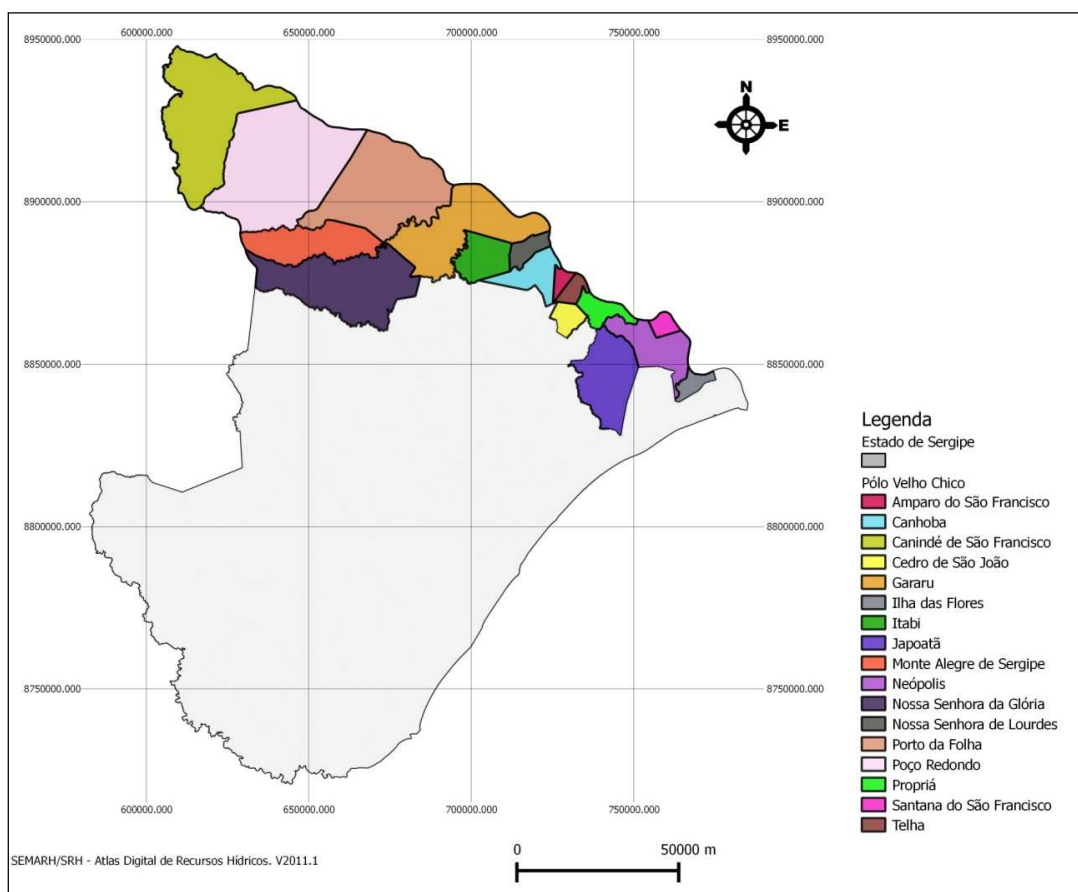 600000.000 650000.000 700000.000 750000.000
8950000.000 8950000.000
N
E
8900000.000 8900000.000
8850000.000 8850000.000
Legenda
Estado de Sergipe
Pólo Velho Chico
Amparo do São Francisco
Canhoba
Canindé de São Francisco
Cedro de São João
Gararu
Ilha das Flores
Itabi
Japoatã
Monte Alegre de Sergipe
Neópolis
Nossa Senhora da Glória
Nossa Senhora de Lourdes
Porto da Folha
Poço Redondo
Propriá
Santana do São Francisco
Telha
8800000.000 8800000.000
8750000.000 8750000.000
600000.000 650000.000 700000.000 750000.000
SEMARH/SRH - Atlas Digital de Recursos Hídricos. V2011.1
0 50000 m